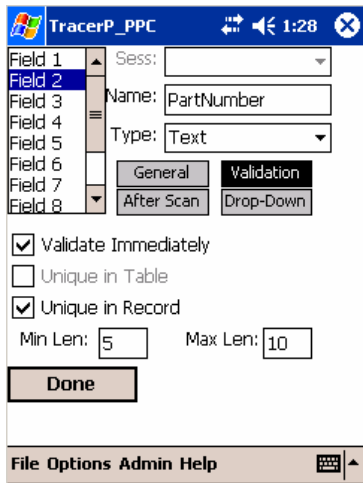 TracerP_PPC 1:28
Field 1
Field 2
Field 3
Field 4
Field 5
Field 6
Field 7
Field 8
Sess:
Name: PartNumber
Type: Text
General Validation
After Scan Drop-Down
Validate Immediately
Unique in Table
Unique in Record
Min Len: 5 Max Len: 10
Done
File Options Admin Help